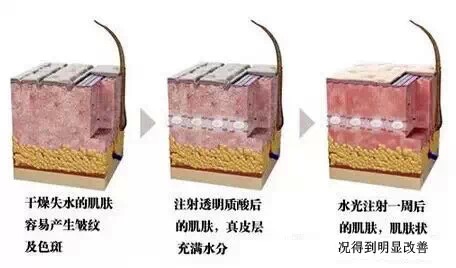 干燥失水的肌肤
容易产生皱纹
及色斑
注射透明质酸后
的肌肤，真皮层
充满水分
水光注射一周后
的肌肤，肌肤状
况得到明显改善